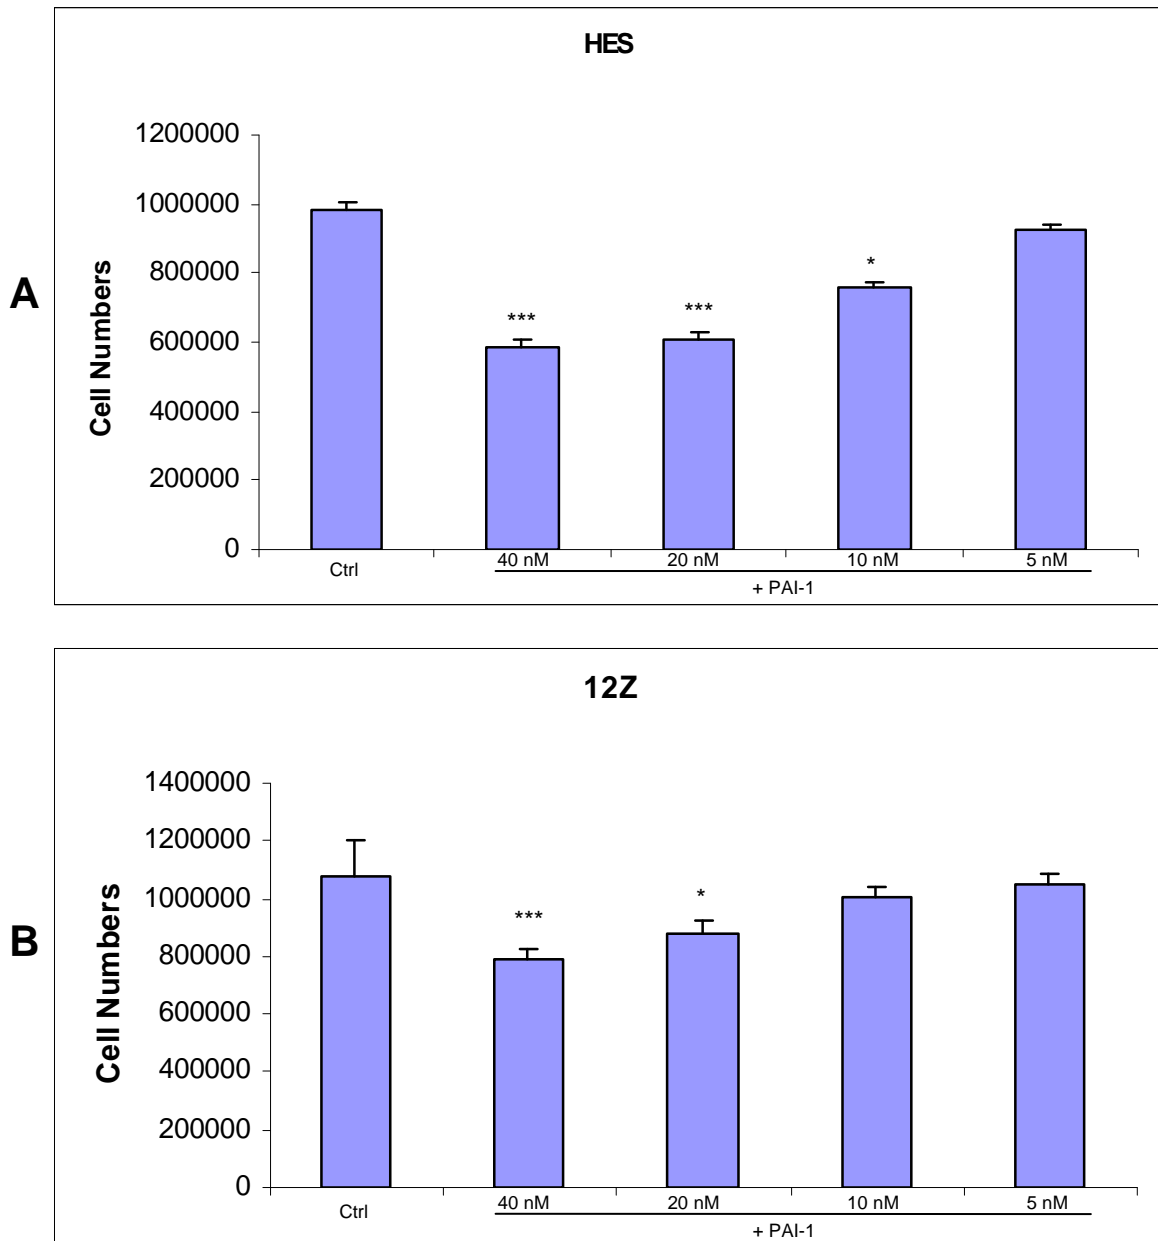 HES
1200000
1000000
800000
600000
400000
200000
0
Cell Numbers
A
***
***
*
Ctrl 40 nM 20 nM 10 nM 5 nM
+ PAI-1
12Z
1400000
1200000
1000000
800000
600000
400000
200000
0
Cell Numbers
B
***
*
Ctrl 40 nM 20 nM 10 nM 5 nM
+ PAI-1